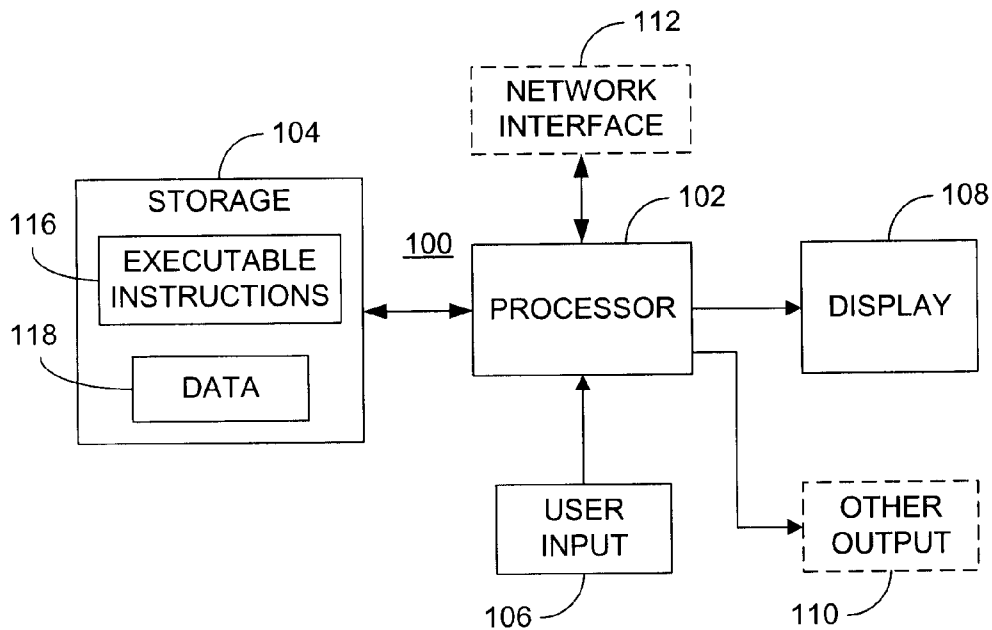 112
NETWORK
INTERFACE
104
STORAGE
116
EXECUTABLE
INSTRUCTIONS
118
DATA
100
102
PROCESSOR
108
DISPLAY
USER
INPUT
106
OTHER
OUTPUT
110